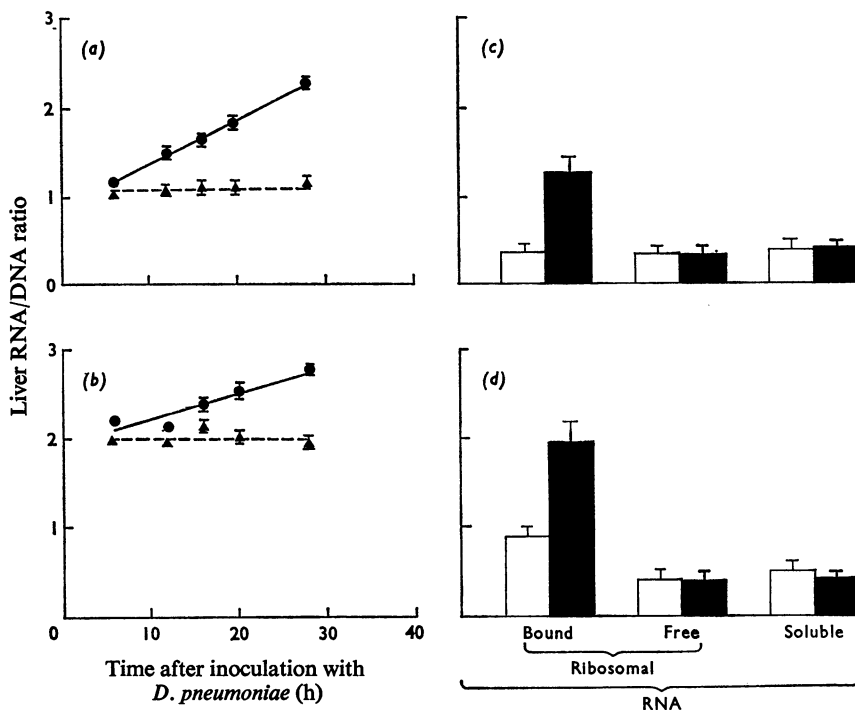 Liver RNA/DNA ratio
(a)
3
2
1
0
(b)
3
2
1
0 10 20 30 40
Time after inoculation with
D. pneumoniae (h)
(c)
(d)
Bound Free Soluble
Ribosomal
RNA